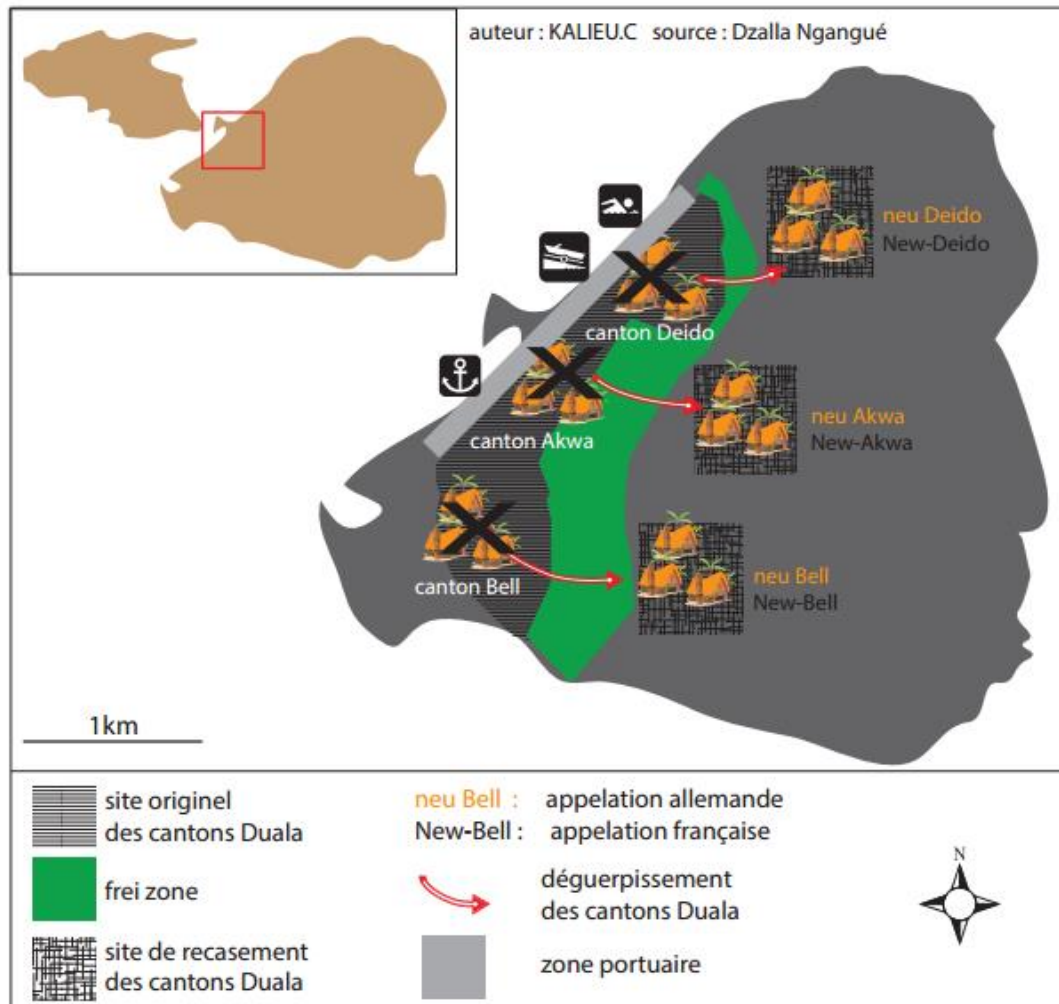 auteur : KALIEU.C source : Dzalla Ngangué
neu Deido
New-Deido
canton Deido
neu Akwa
New-Akwa
canton Akwa
neu Bell
New-Bell
canton Bell
1km
site originel
des cantons Duala
frei zone
site de recasement
des cantons Duala
neu Bell : appelation allemande
New-Bell : appelation française
déguerpissement
des cantons Duala
zone portuaire
N